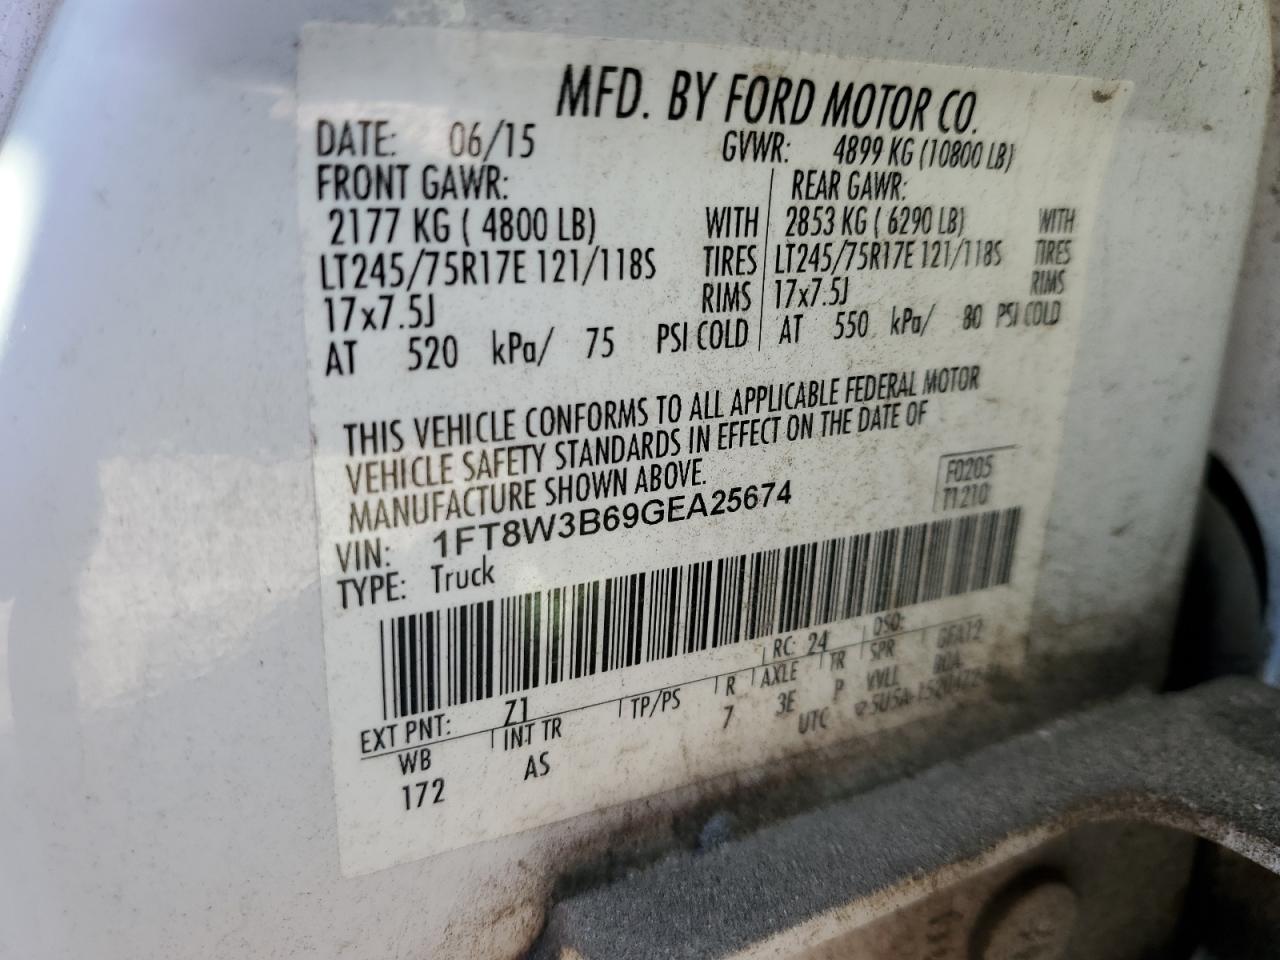 MFD. BY FORD MOTOR CO.
DATE: 06/15 GVWR: 4899 KG (10800 LB)
FRONT GAWR: REAR GAWR:
2177 KG ( 4800 LB) WITH 2853 KG ( 6290 LB) WITH
LT245/75R17E 121/118S TIRES LT245/75R17E 121/118S TIRES
17x7.5J RIMS 17x7.5J RIMS
AT 520 kPa/ 75 PSI COLD AT 550 kPa/ 80 PSI COLD
THIS VEHICLE CONFORMS TO ALL APPLICABLE FEDERAL MOTOR
VEHICLE SAFETY STANDARDS IN EFFECT ON THE DATE OF
MANUFACTURE SHOWN ABOVE.
F0205
T1210
VIN: 1FT8W3B69GEA25674
TYPE: Truck
EXT PNT: Z1 RC: 24 DSO:
WB INT TR TP/PS R AXLE TR SPR
172 AS 7 3E P VVLL
UTC